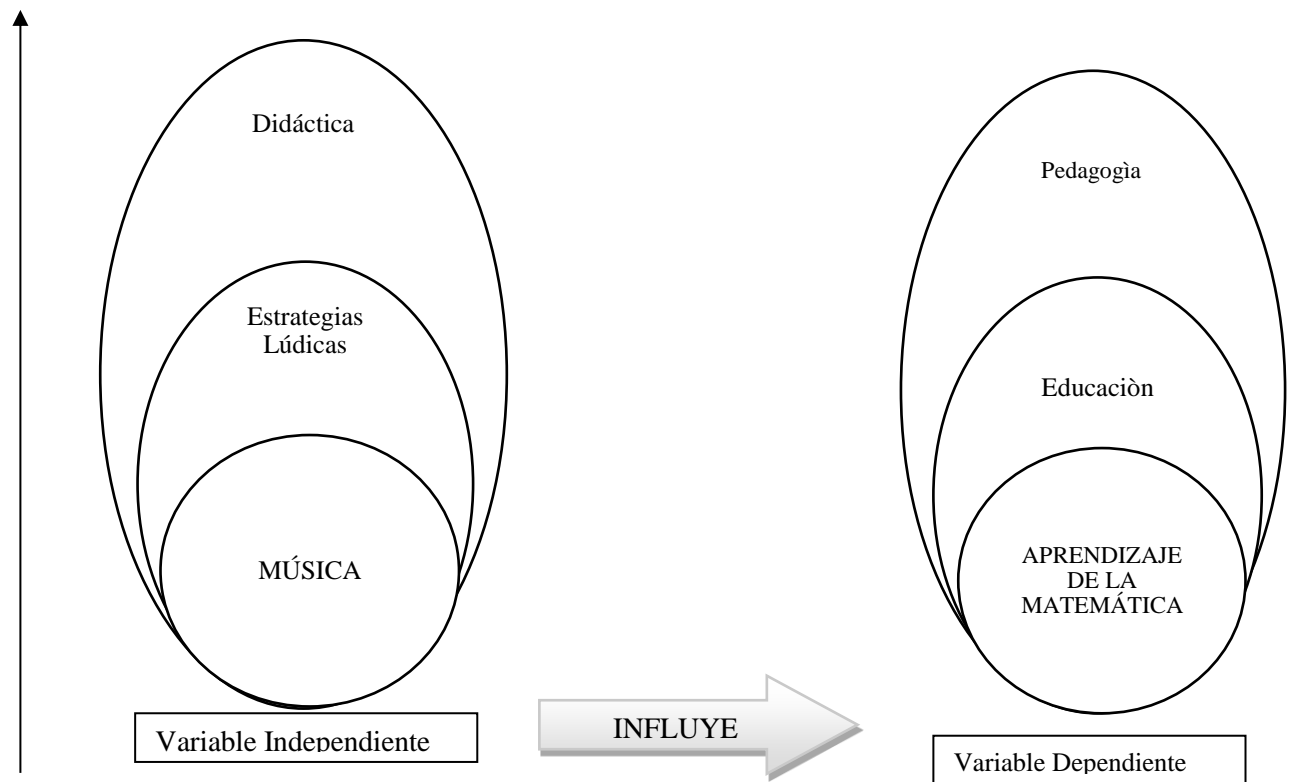 Didáctica
Estrategias
Lúdicas
MÚSICA
Variable Independiente
INFLUYE
Pedagogìa
Educaciòn
APRENDIZAJE
DE LA
MATEMÁTICA
Variable Dependiente